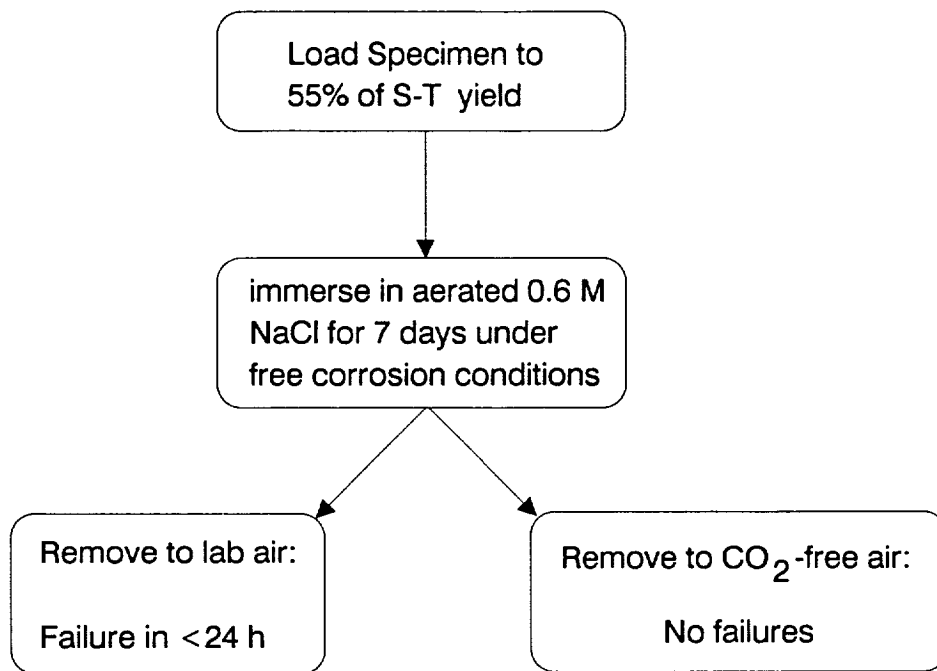 Load Specimen to
55% of S-T yield
immerse in aerated 0.6 M
NaCl for 7 days under
free corrosion conditions
Remove to lab air:
Failure in <24 h
Remove to CO2-free air:
No failures